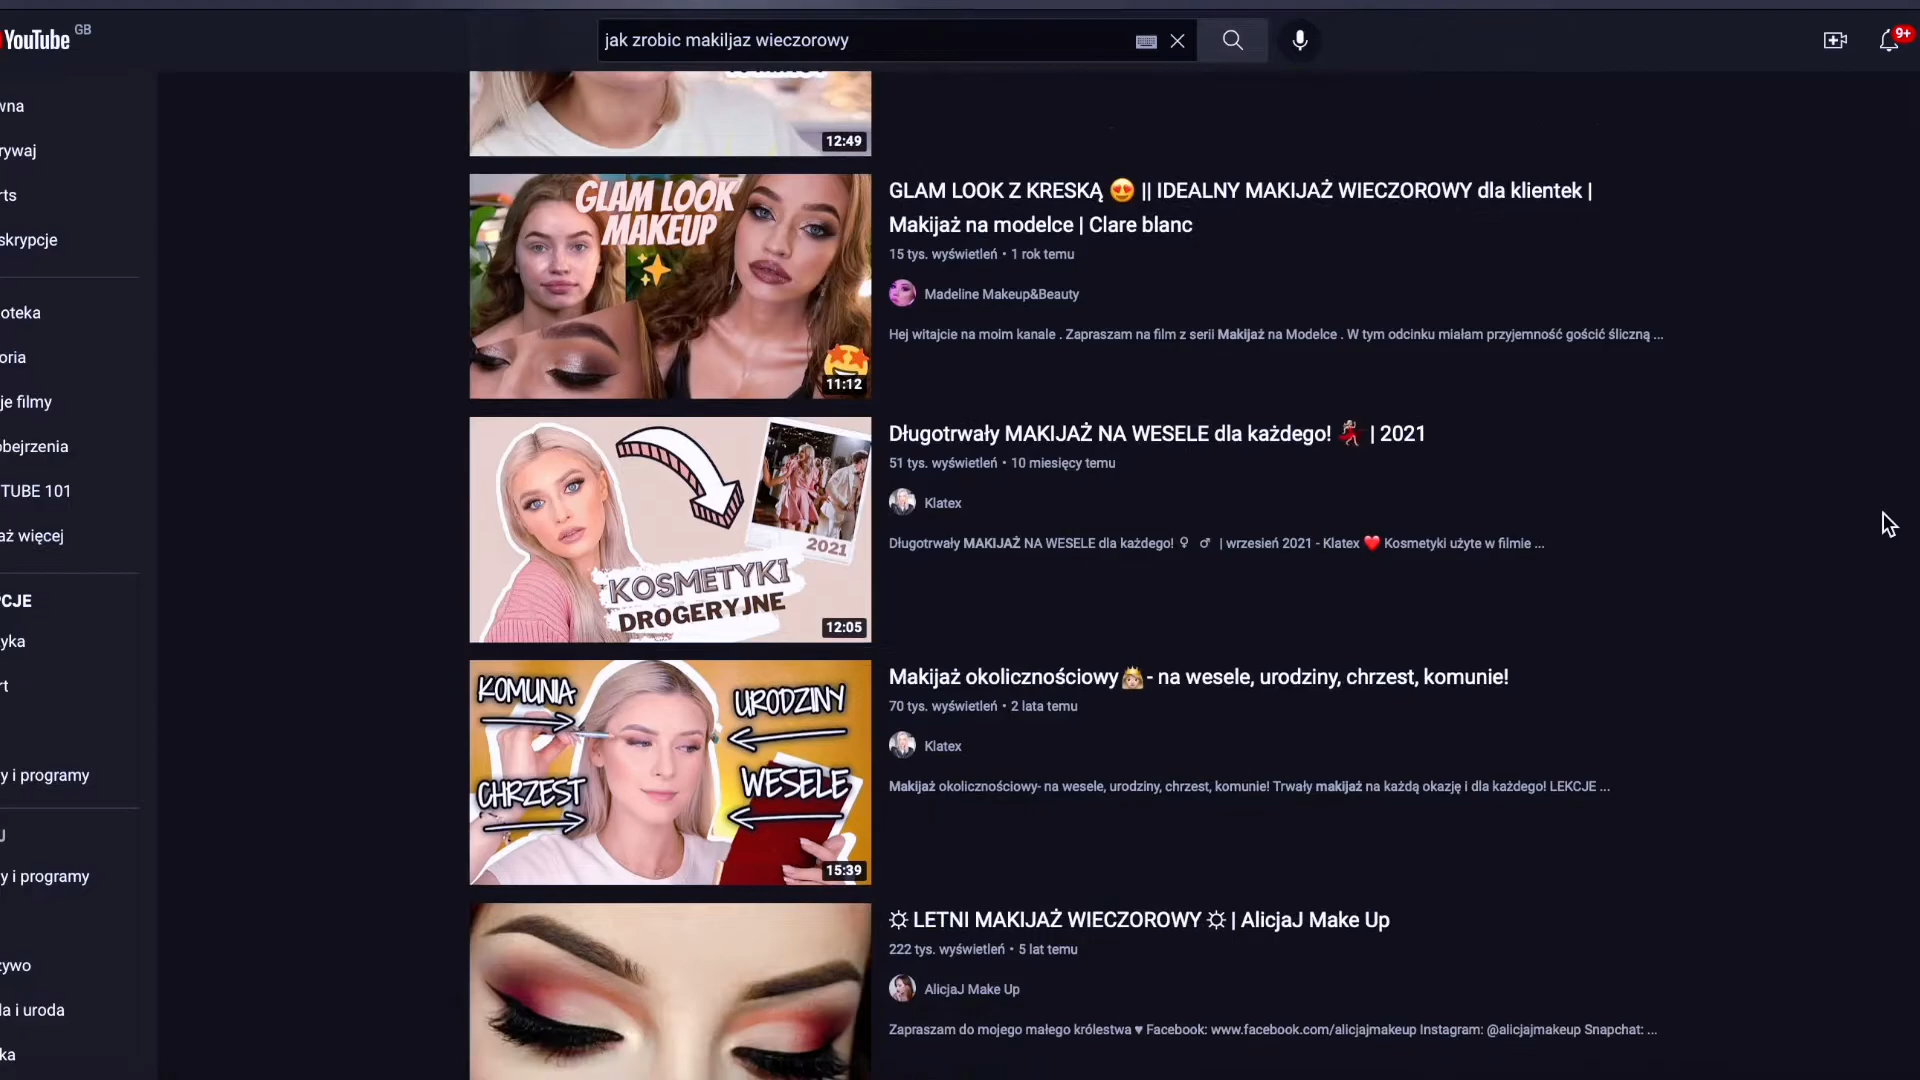 YouTube GB
jak zrobic makiljaz wieczorowy
9+
wna
rywaj
rts
skrypcje
oteka
oria
je filmy
obejrzenia
TUBE 101
aż więcej
PCJE
yka
rt
y i programy
J
y i programy
żywo
la i uroda
ka
12:49
GLAM LOOK
MAKEUP
11:12
GLAM LOOK Z KRESKĄ 😍 || IDEALNY MAKIJAŻ WIECZOROWY dla klientek |
Makijaż na modelce | Clare blanc
15 tys. wyświetleń • 1 rok temu
Madeline Makeup&Beauty
Hej witajcie na moim kanale . Zapraszam na film z serii Makijaż na Modelce . W tym odcinku miałam przyjemność gościć śliczną ...
2021
KOSMETYKI
DROGERYJNE
12:05
Długotrwały MAKIJAŻ NA WESELE dla każdego! 💃 | 2021
51 tys. wyświetleń • 10 miesięcy temu
Klatex
Długotrwały MAKIJAŻ NA WESELE dla każdego! ♀ ♂ | wrzesień 2021 - Klatex ❤️ Kosmetyki użyte w filmie ...
KOMUNIA
URODZINY
CHRZEST
WESELE
15:39
Makijaż okolicznościowy👸🏼- na wesele, urodziny, chrzest, komunie!
70 tys. wyświetleń • 2 lata temu
Klatex
Makijaż okolicznościowy- na wesele, urodziny, chrzest, komunie! Trwały makijaż na każdą okazję i dla każdego! LEKCJE ...
☼ LETNI MAKIJAŻ WIECZOROWY ☼ | AlicjaJ Make Up
222 tys. wyświetleń • 5 lat temu
AlicjaJ Make Up
Zapraszam do mojego małego królestwa ♥ Facebook: www.facebook.com/alicjajmakeup Instagram: @alicjajmakeup Snapchat: ...